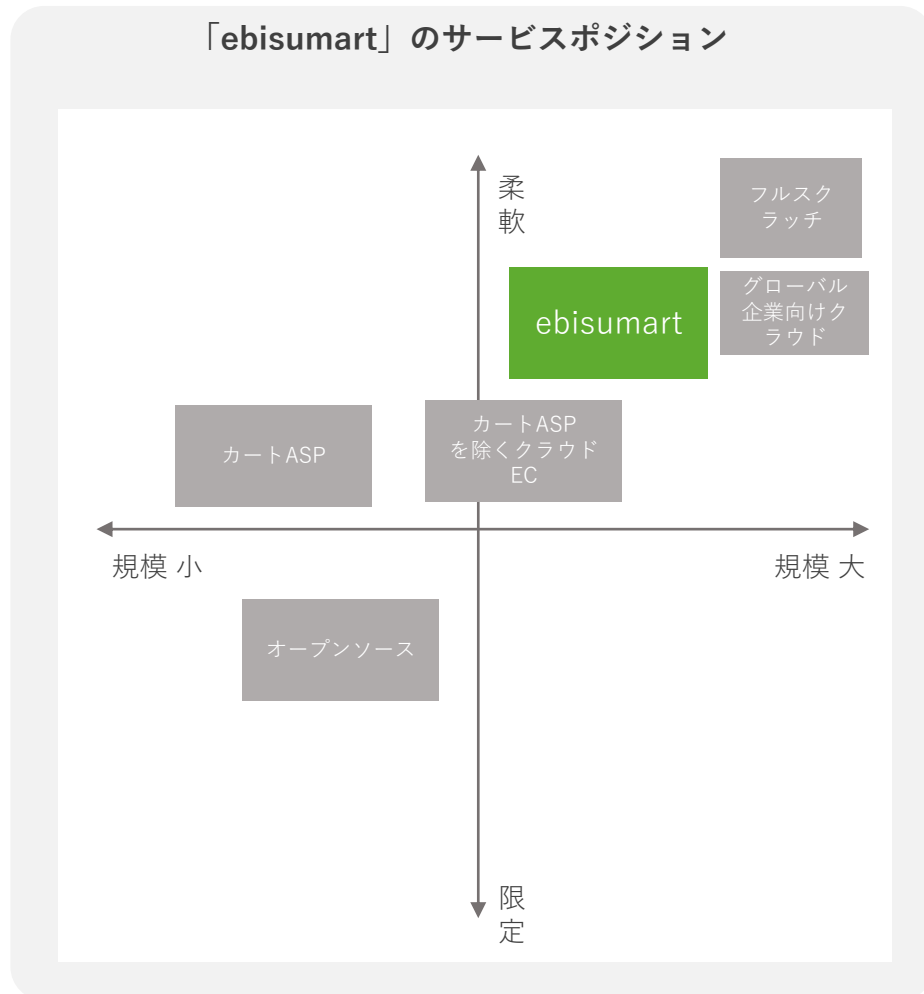 「ebisumart」のサービスポジション
柔
軟
フルスク
ラッチ
グローバル
企業向けク
ラウド
ebisumart
カートASP
カートASP
を除くクラウド
EC
規模 小
規模 大
オープンソース
限
定